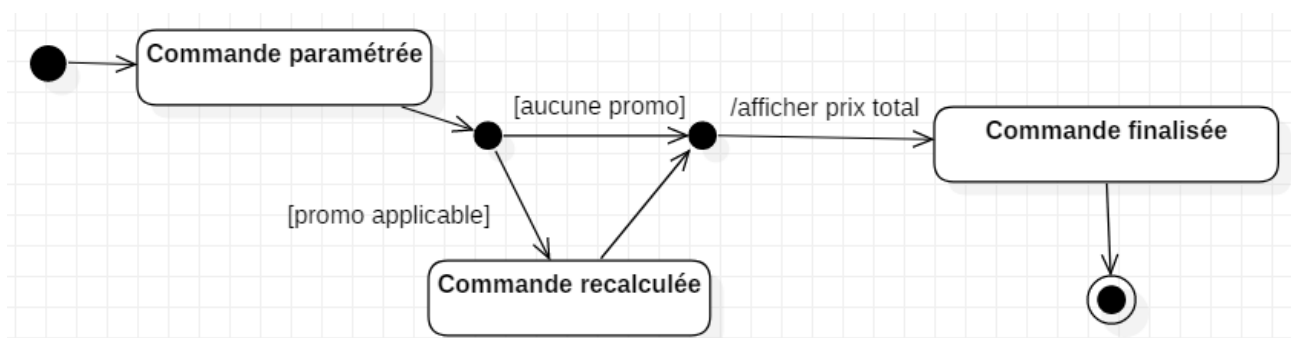 Commande paramétrée
[aucune promo]
/afficher prix total
Commande finalisée
[promo applicable]
Commande recalculée